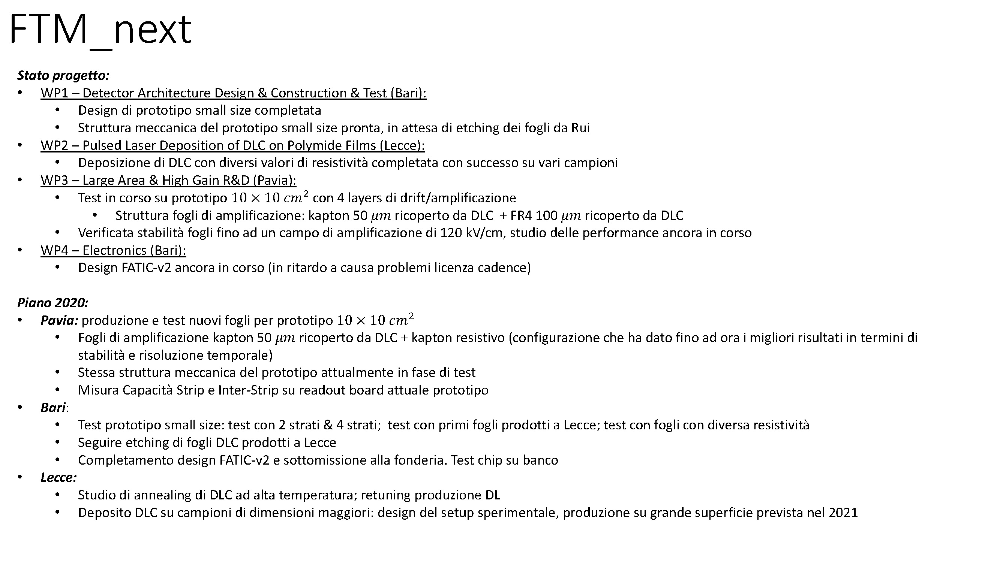 FTM_next
Stato progetto:
• WP1 – Detector Architecture Design & Construction & Test (Bari):
• Design di prototipo small size completata
• Struttura meccanica del prototipo small size pronta, in attesa di etching dei fogli da Rui
• WP2 – Pulsed Laser Deposition of DLC on Polymide Films (Lecce):
• Deposizione di DLC con diversi valori di resistività completata con successo su vari campioni
• WP3 – Large Area & High Gain R&D (Pavia):
• Test in corso su prototipo 10 × 10 cm² con 4 layers di drift/amplificazione
• Struttura fogli di amplificazione: kapton 50 μm ricoperto da DLC + FR4 100 μm ricoperto da DLC
• Verificata stabilità fogli fino ad un campo di amplificazione di 120 kV/cm, studio delle performance ancora in corso
• WP4 – Electronics (Bari):
• Design FATIC-v2 ancora in corso (in ritardo a causa problemi licenza cadence)
Piano 2020:
• Pavia: produzione e test nuovi fogli per prototipo 10 × 10 cm²
• Fogli di amplificazione kapton 50 μm ricoperto da DLC + kapton resistivo (configurazione che ha dato fino ad ora i migliori risultati in termini di
stabilità e risoluzione temporale)
• Stessa struttura meccanica del prototipo attualmente in fase di test
• Misura Capacità Strip e Inter-Strip su readout board attuale prototipo
• Bari:
• Test prototipo small size: test con 2 strati & 4 strati; test con primi fogli prodotti a Lecce; test con fogli con diversa resistività
• Seguire etching di fogli DLC prodotti a Lecce
• Completamento design FATIC-v2 e sottomissione alla fonderia. Test chip su banco
• Lecce:
• Studio di annealing di DLC ad alta temperatura; retuning produzione DL
• Deposito DLC su campioni di dimensioni maggiori: design del setup sperimentale, produzione su grande superficie prevista nel 2021